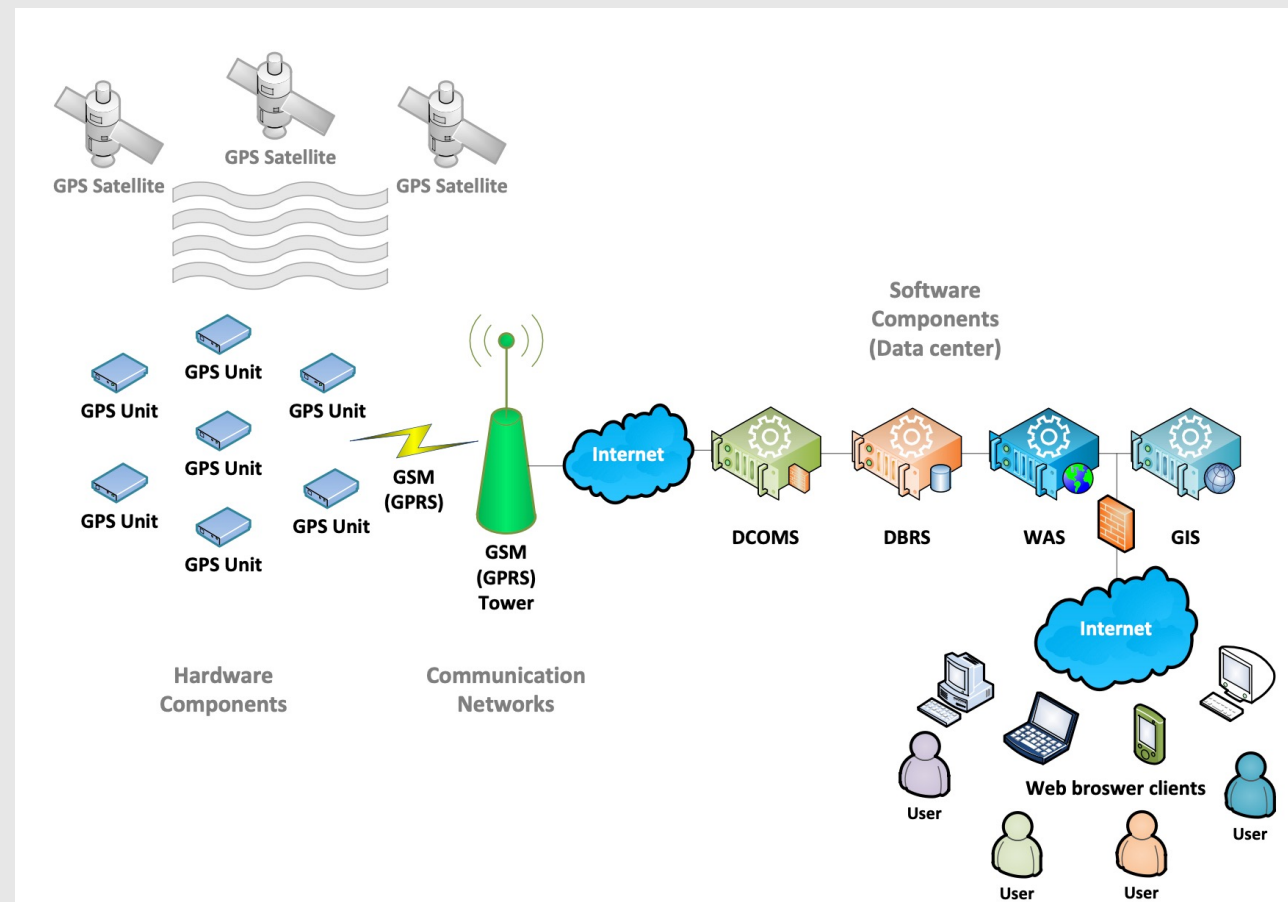 GPS Satellite
GPS Satellite
GPS Satellite
Software
Components
(Data center)
GPS Unit
GPS Unit
GPS Unit
GPS Unit
GPS Unit
GPS Unit
GPS Unit
GSM
(GPRS)
GSM
(GPRS)
Tower
Internet
DCOMS
DBRS
WAS
GIS
Internet
Hardware
Components
Communication
Networks
Web broswer clients
User
User
User
User